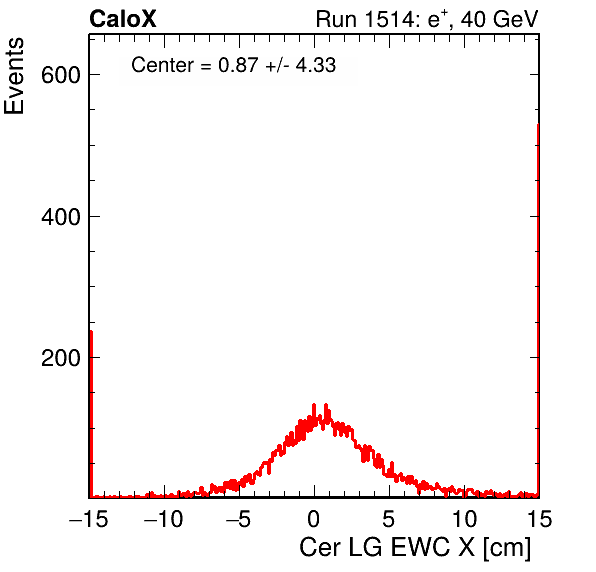 CaloX Run 1514: e⁺, 40 GeV
Center = 0.87 +/- 4.33
Events
600
400
200
−15 −10 −5 0 5 10 15
Cer LG EWC X [cm]